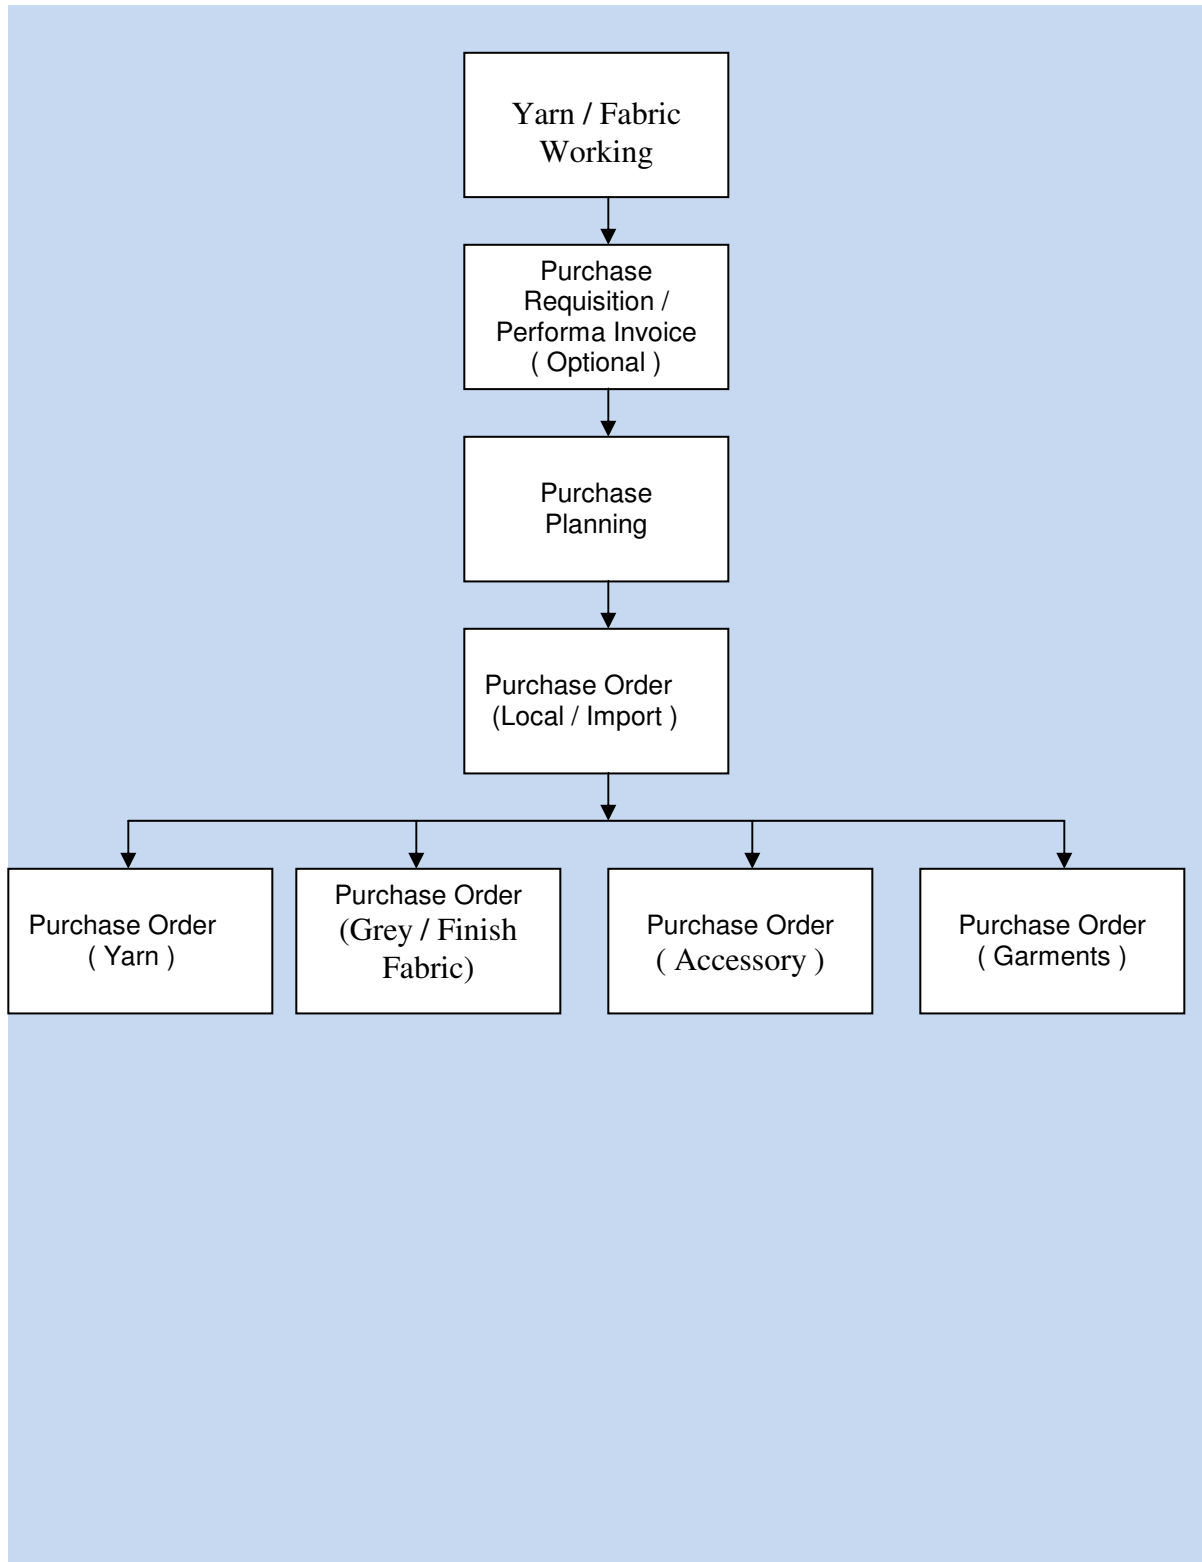 Yarn / Fabric
Working
Purchase
Requisition /
Performa Invoice
( Optional )
Purchase
Planning
Purchase Order
(Local / Import )
Purchase Order
( Yarn )
Purchase Order
(Grey / Finish
Fabric)
Purchase Order
( Accessory )
Purchase Order
( Garments )